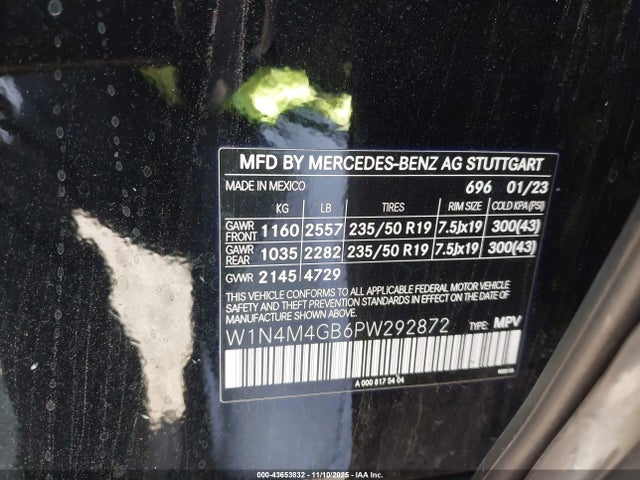 MFD BY MERCEDES-BENZ AG STUTTGART
MADE IN MEXICO 696 01/23
KG LB TIRES RIM SIZE COLD KPA(PSI)
GAWR FRONT 1160 2557 235/50 R19 7.5Jx19 300(43)
GAWR REAR 1035 2282 235/50 R19 7.5Jx19 300(43)
GVWR 2145 4729
THIS VEHICLE CONFORMS TO ALL APPLICABLE FEDERAL MOTOR VEHICLE
SAFETY AND THEFT PREVENTION STANDARDS IN EFFECT ON THE DATE OF
MANUFACTURE SHOWN ABOVE.
W1N4M4GB6PW292872 TYPE: MPV
A 000 817 54 04
000-43653832 - 11/10/2025 - IAA Inc.